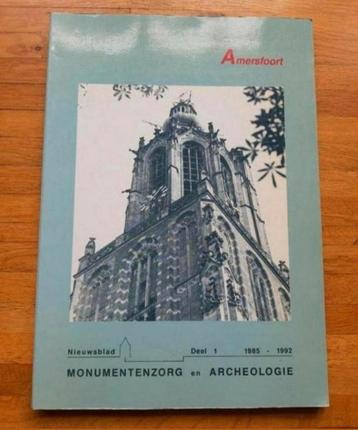 Amersfoort
Nieuwsblad Deel 1 1985 - 1992
MONUMENTENZORG en ARCHEOLOGIE